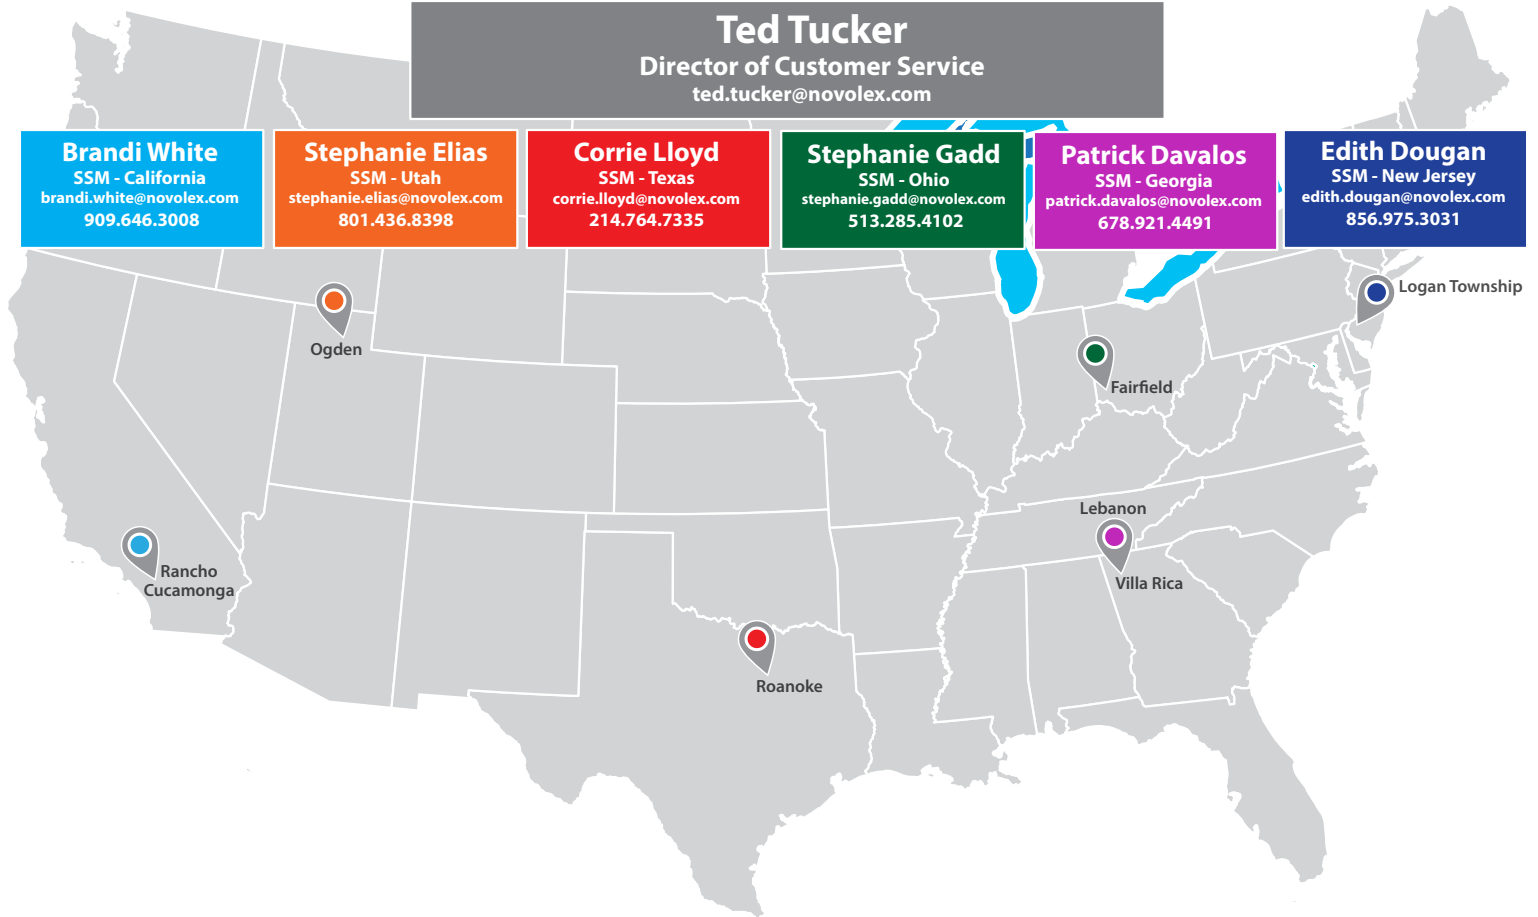 Ted Tucker
Director of Customer Service
ted.tucker@novolex.com
Brandi White
SSM - California
brandi.white@novolex.com
909.646.3008
Stephanie Elias
SSM - Utah
stephanie.elias@novolex.com
801.436.8398
Corrie Lloyd
SSM - Texas
corrie.lloyd@novolex.com
214.764.7335
Stephanie Gadd
SSM - Ohio
stephanie.gadd@novolex.com
513.285.4102
Patrick Davalos
SSM - Georgia
patrick.davalos@novolex.com
678.921.4491
Edith Dougan
SSM - New Jersey
edith.dougan@novolex.com
856.975.3031
Logan Township
Ogden
Fairfield
Lebanon
Rancho
Cucamonga
Villa Rica
Roanoke